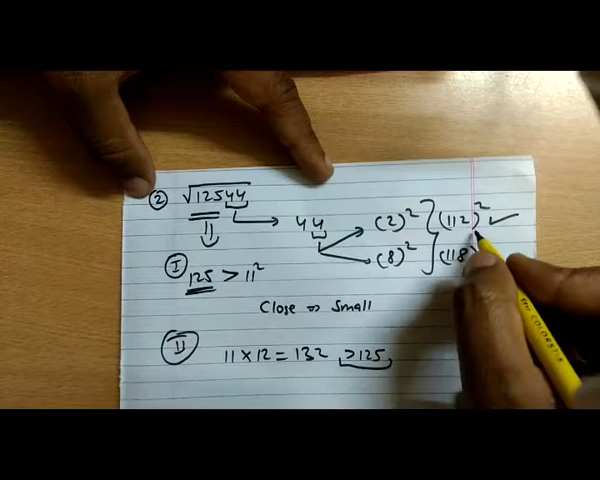 ② √12544
44 (2)² } (112)² ✓
(8)² (118)
Ⓘ 125 > 11²
Close ⇒ Small
Ⓘⓘ 11 × 12 = 132 >125
COLORSTIX